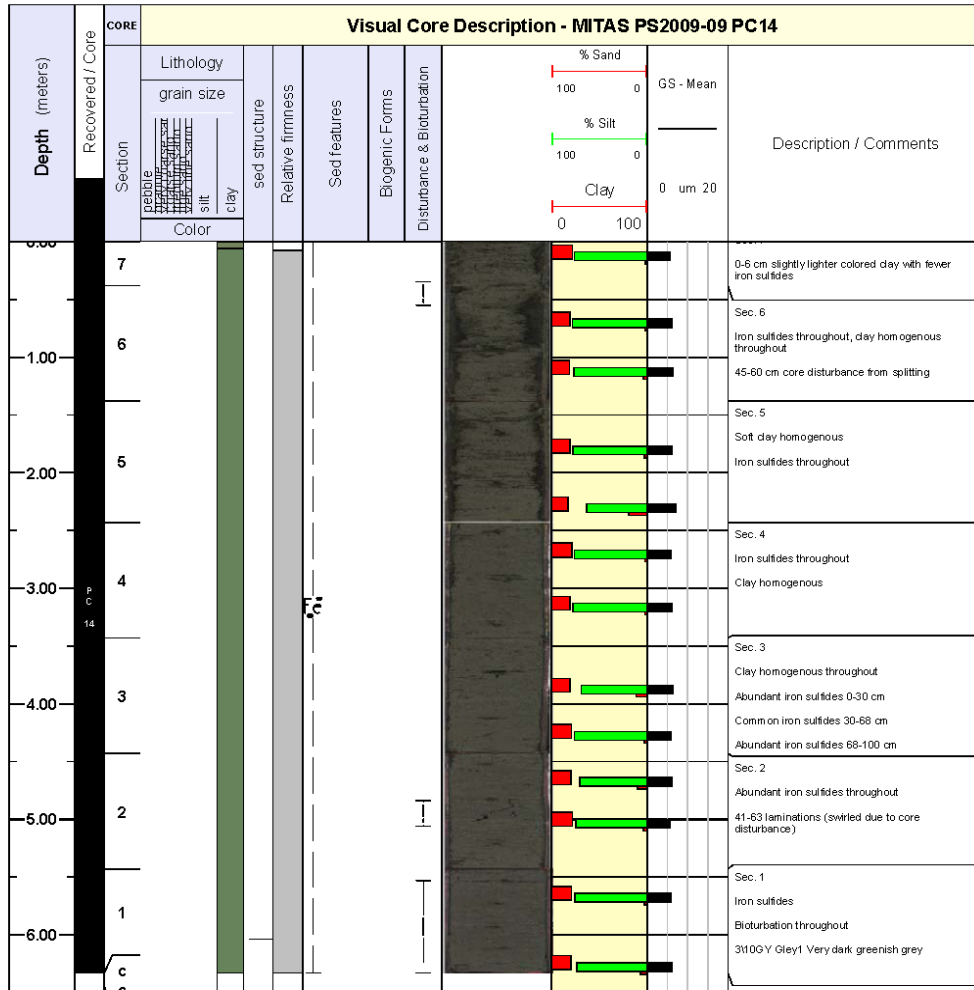 Visual Core Description - MITAS PS2009-09 PC14
CORE
Depth (meters)
Recovered / Core
Section
Lithology
grain size
pebble
silt
clay
Color
sed structure
Relative firmness
Sed features
Biogenic Forms
Disturbance & Bioturbation
% Sand
100 0
% Silt
100 0
Clay
0 100
GS - Mean
0 um 20
Description / Comments
0.00
-1.00
-2.00
-3.00
-4.00
-5.00
-6.00
P
C
14
7
6
5
4
3
2
1
c
0-6 cm slightly lighter colored clay with fewer
iron sulfides
Sec. 6
Iron sulfides throughout, clay homogenous
throughout
45-60 cm core disturbance from splitting
Sec. 5
Soft clay homogenous
Iron sulfides throughout
Sec. 4
Iron sulfides throughout
Clay homogenous
Sec. 3
Clay homogenous throughout
Abundant iron sulfides 0-30 cm
Common iron sulfides 30-68 cm
Abundant iron sulfides 68-100 cm
Sec. 2
Abundant iron sulfides throughout
41-63 laminations (swirled due to core
disturbance)
Sec. 1
Iron sulfides
Bioturbation throughout
3\10GY Gley1 Very dark greenish grey